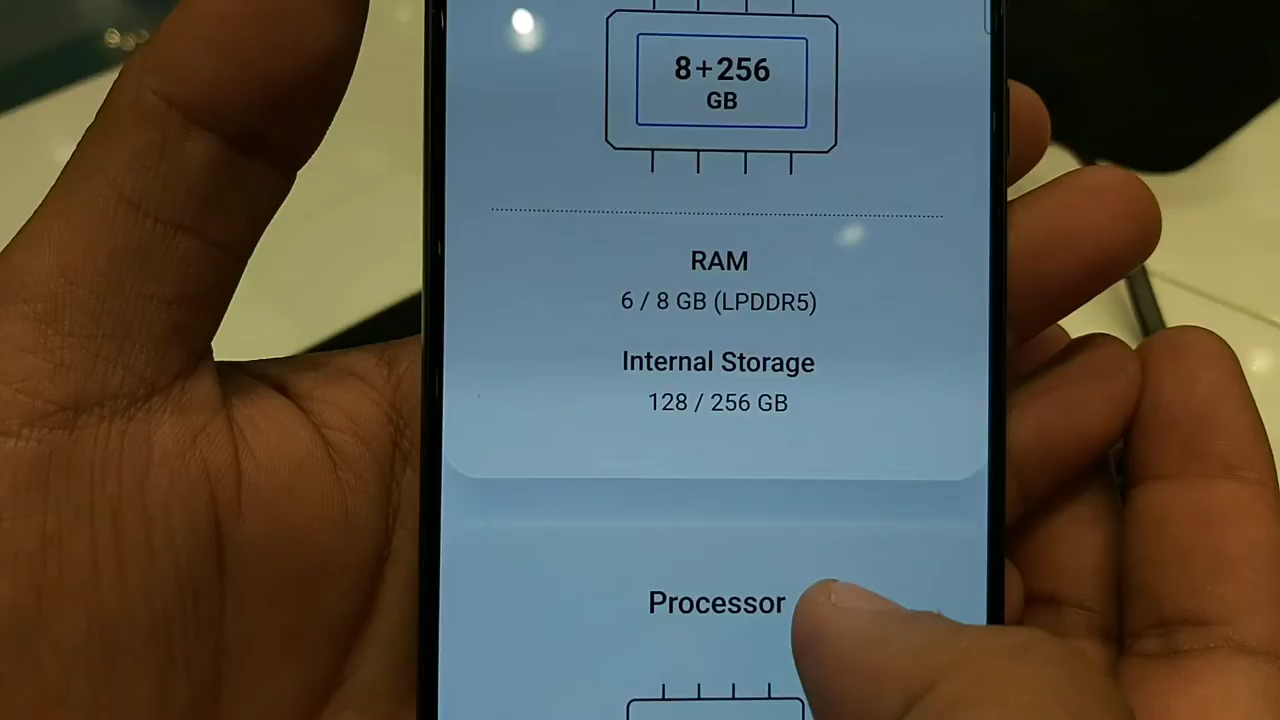 8+256
GB
RAM
6 / 8 GB (LPDDR5)
Internal Storage
128 / 256 GB
Processor